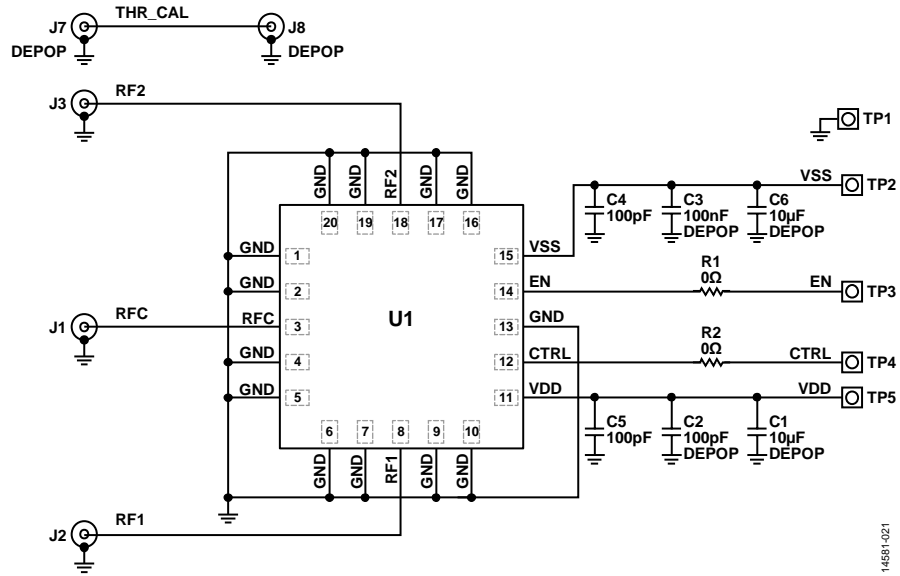 J7
THR_CAL
J8
DEPOP
DEPOP
J3
RF2
TP1
GND
GND
RF2
GND
GND
VSS
TP2
C4
100pF
C3
100nF
DEPOP
C6
10µF
DEPOP
20
19
18
17
16
GND
1
15
VSS
R1
0Ω
GND
2
14
EN
EN
TP3
J1
RFC
RFC
3
U1
13
GND
R2
0Ω
GND
4
12
CTRL
CTRL
TP4
GND
5
11
VDD
VDD
TP5
C5
100pF
C2
100pF
DEPOP
C1
10µF
DEPOP
6
7
8
9
10
GND
GND
RF1
GND
GND
J2
RF1
14581-021